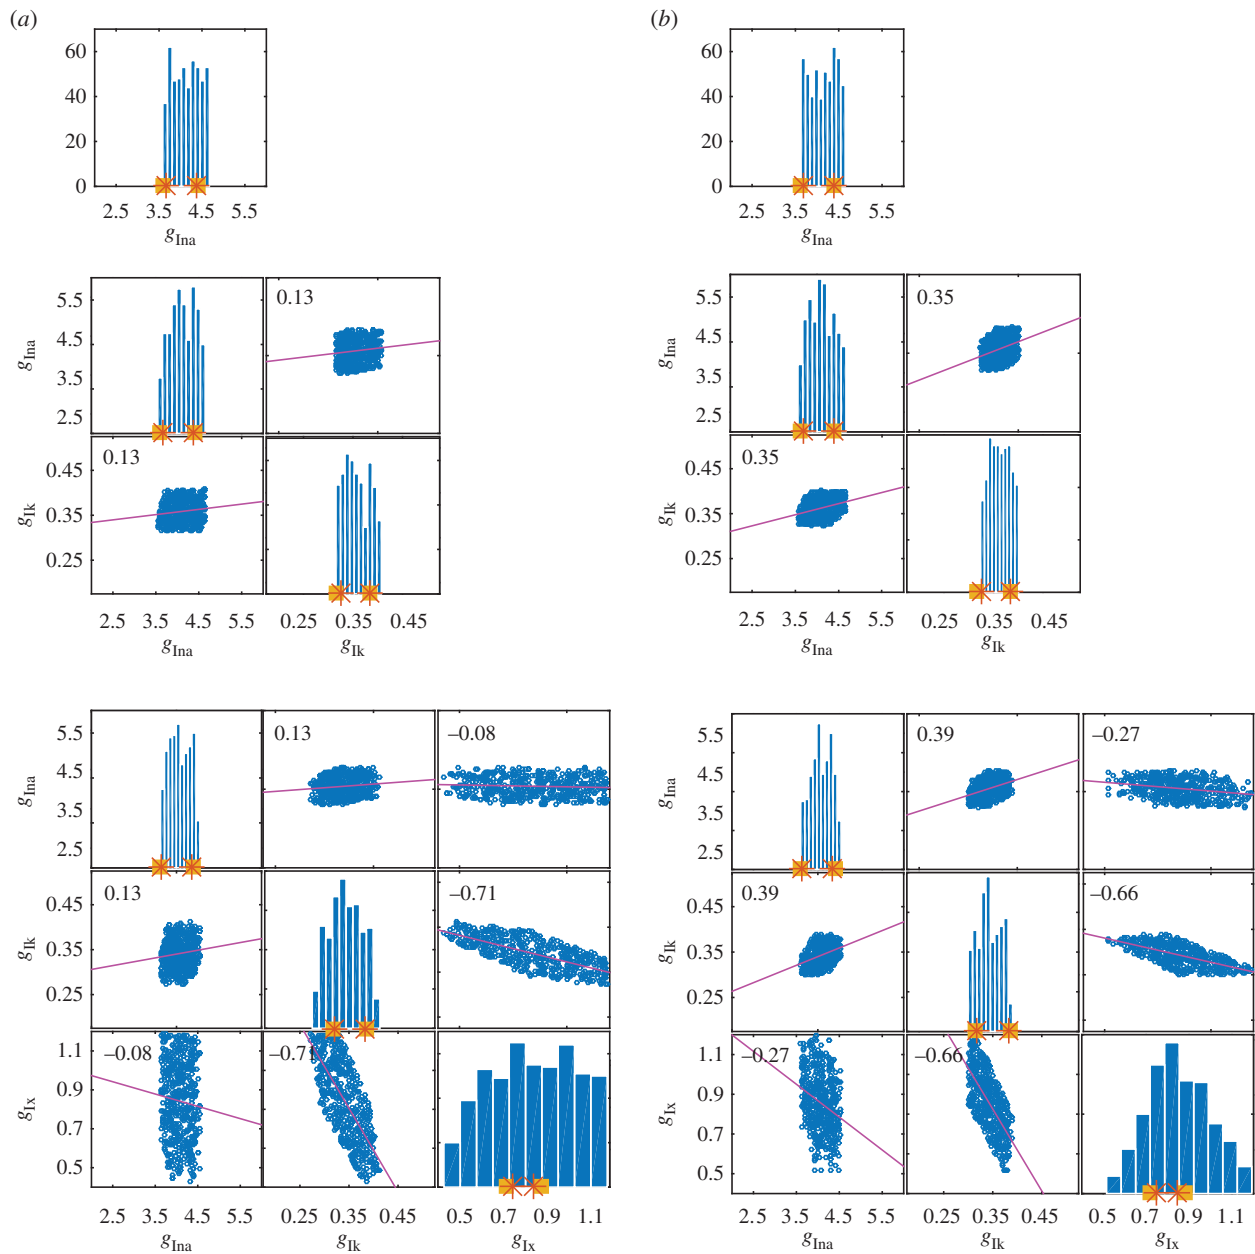 (a) (b)
60 60
40 40
20 20
0 0
2.5 3.5 4.5 5.5 2.5 3.5 4.5 5.5
gIna gIna
5.5 0.13 5.5 0.35
4.5 4.5
gIna gIna
3.5 3.5
2.5 2.5
0.45 0.13 0.45 0.35
gIk 0.35 gIk 0.35
0.25 0.25
2.5 3.5 4.5 5.5 0.25 0.35 0.45 2.5 3.5 4.5 5.5 0.25 0.35 0.45
gIna gIk gIna gIk
5.5 0.13 –0.08 5.5 0.39 –0.27
4.5 4.5
gIna gIna
3.5 3.5
2.5 2.5
0.45 0.13 –0.71 0.45 0.39 –0.66
gIk 0.35 gIk 0.35
0.25 0.25
1.1 –0.08 –0.71 1.1 –0.27 –0.66
0.9 0.9
gIx gIx
0.7 0.7
0.5 0.5
2.5 3.5 4.5 5.5 0.25 0.35 0.45 0.5 0.7 0.9 1.1 2.5 3.5 4.5 5.5 0.25 0.35 0.45 0.5 0.7 0.9 1.1
gIna gIk gIx gIna gIk gIx